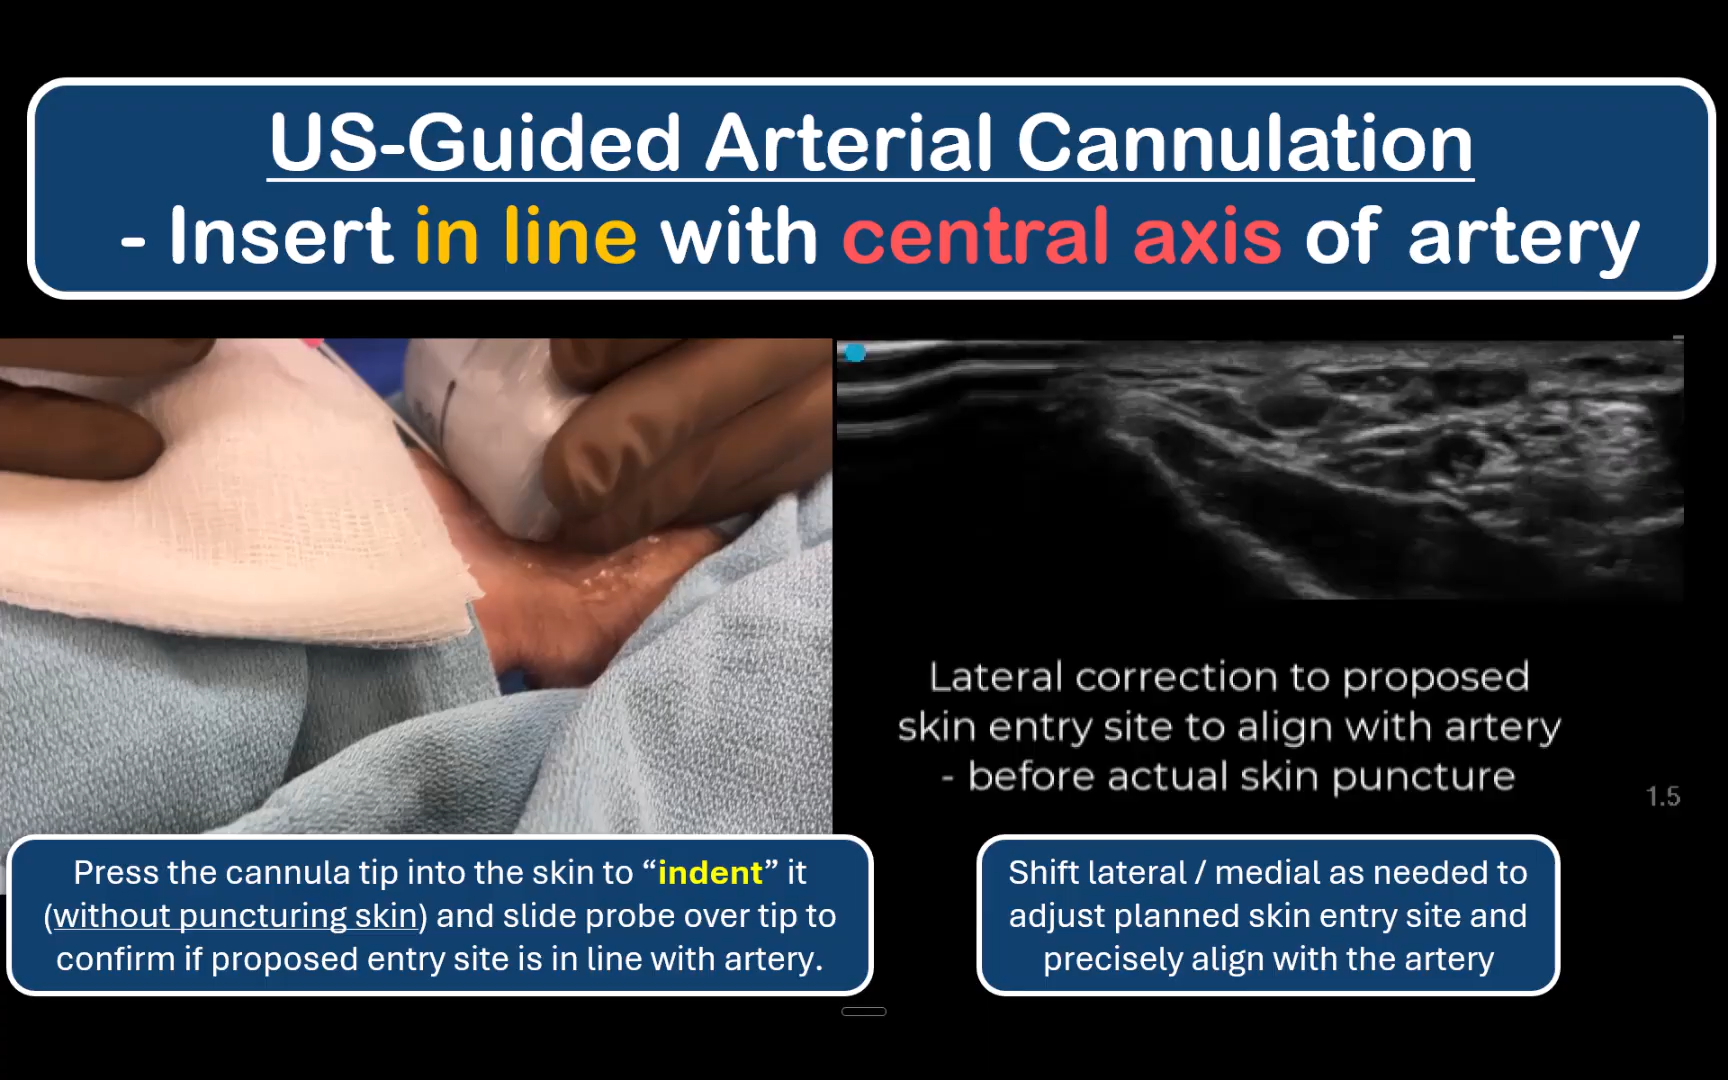 US-Guided Arterial Cannulation
- Insert in line with central axis of artery
Lateral correction to proposed
skin entry site to align with artery
- before actual skin puncture
1.5
Press the cannula tip into the skin to “indent” it
(without puncturing skin) and slide probe over tip to
confirm if proposed entry site is in line with artery.
Shift lateral / medial as needed to
adjust planned skin entry site and
precisely align with the artery